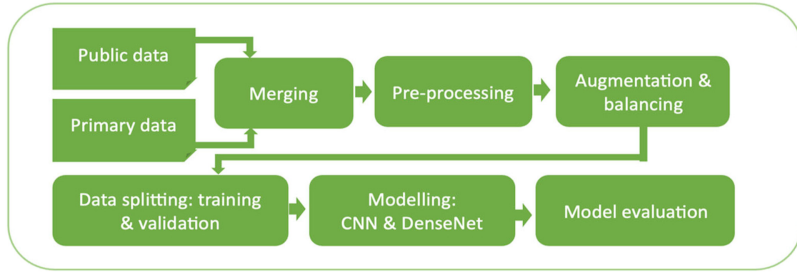 Public data
Primary data
Merging
Pre-processing
Augmentation &
balancing
Data splitting: training
& validation
Modelling:
CNN & DenseNet
Model evaluation